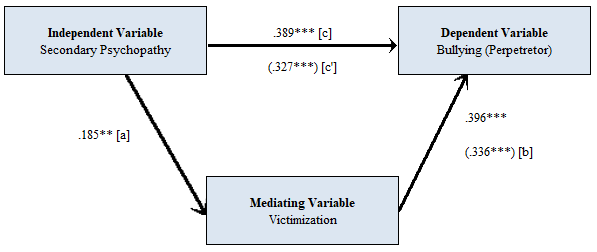 Independent Variable
Secondary Psychopathy
.389*** [c]
(.327***) [c']
Dependent Variable
Bullying (Perpetretor)
.185** [a]
.396***
(.336***) [b]
Mediating Variable
Victimization